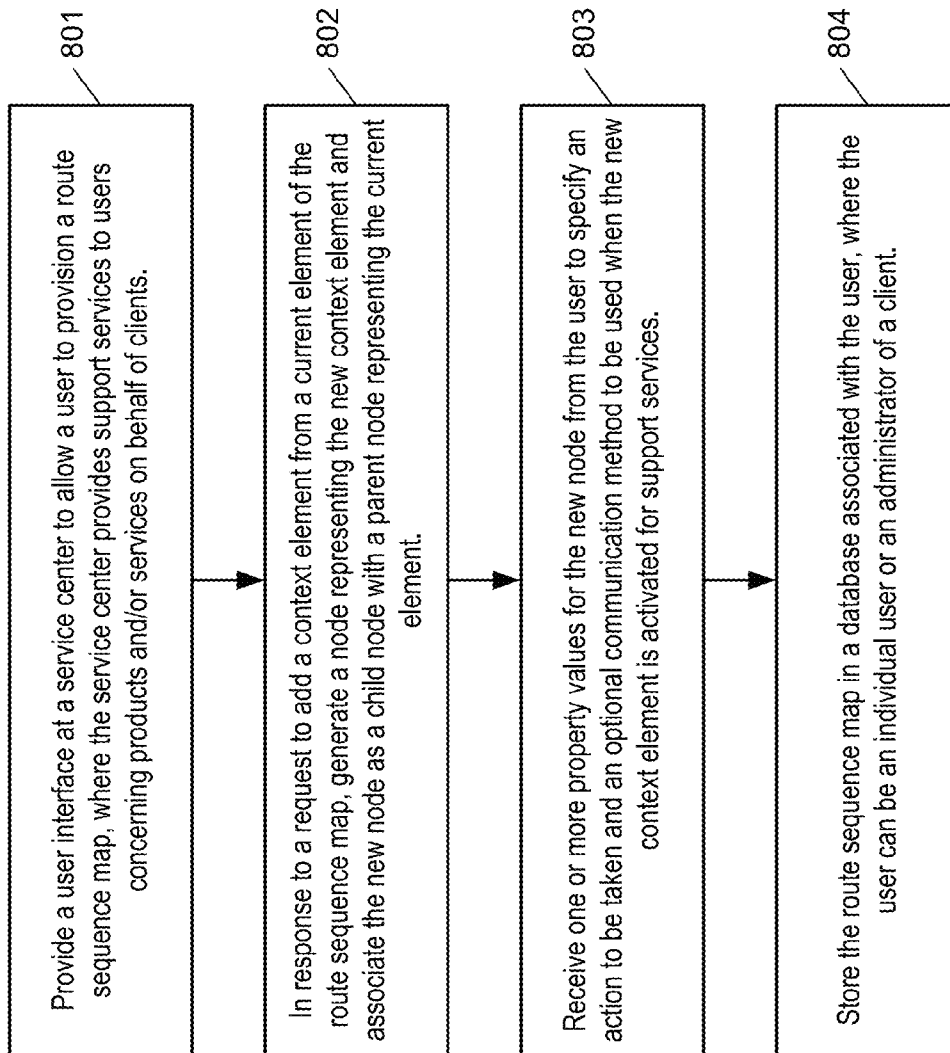 Provide a user interface at a service center to allow a user to provision a route
sequence map, where the service center provides support services to users
concerning products and/or services on behalf of clients.
801
In response to a request to add a context element from a current element of the
route sequence map, generate a node representing the new context element and
associate the new node as a child node with a parent node representing the current
element.
802
Receive one or more property values for the new node from the user to specify an
action to be taken and an optional communication method to be used when the new
context element is activated for support services.
803
Store the route sequence map in a database associated with the user, where the
user can be an individual user or an administrator of a client.
804